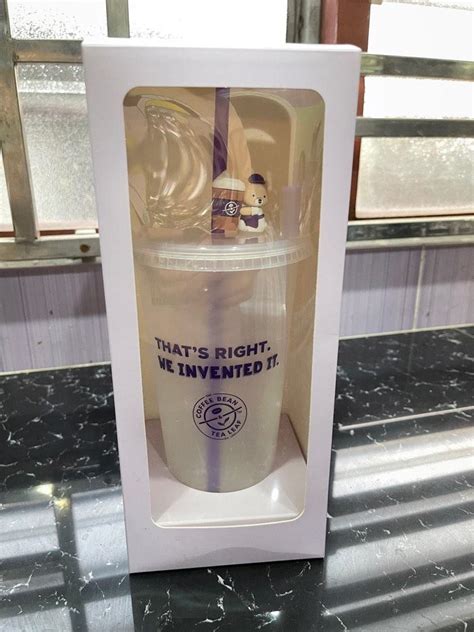 THAT'S RIGHT.
WE INVENTED IT.
COFFEE BEAN
&
TEA LEAF